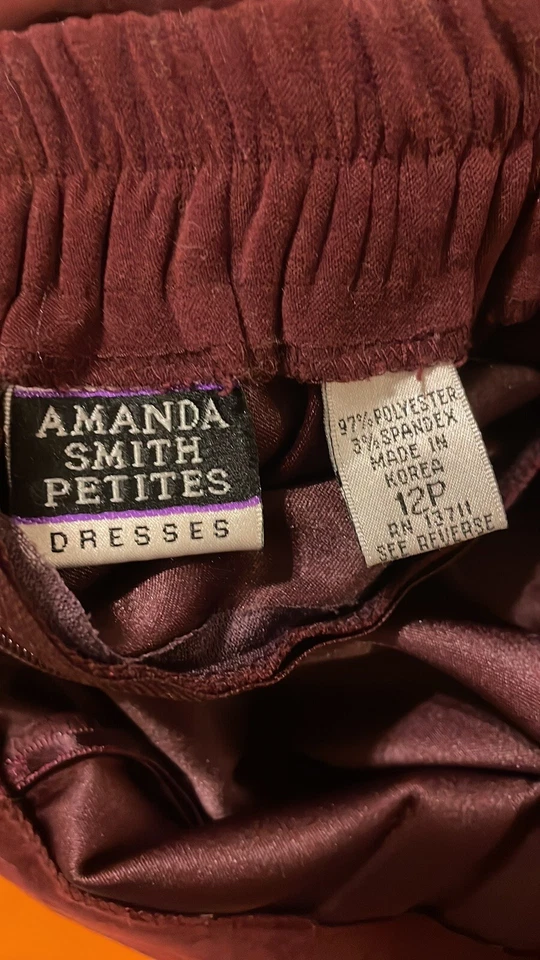 AMANDA
SMITH
PETITES
DRESSES
97% POLYESTER
3% SPANDEX
MADE IN
KOREA
12P
RN 13711
SEE REVERSE